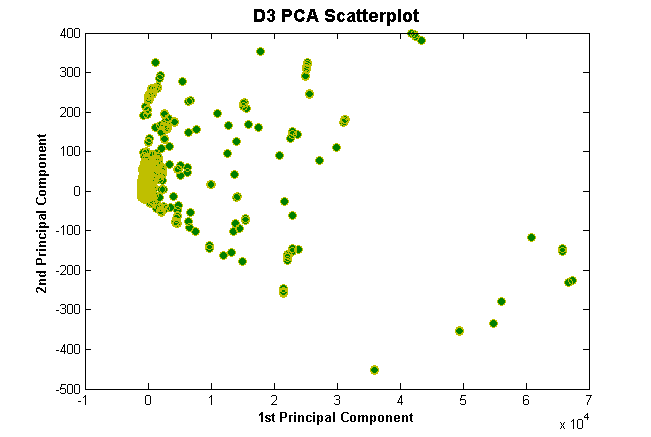 D3 PCA Scatterplot
400
300
200
100
0
-100
-200
-300
-400
-500
2nd Principal Component
-1 0 1 2 3 4 5 6 7
1st Principal Component
x 10^4